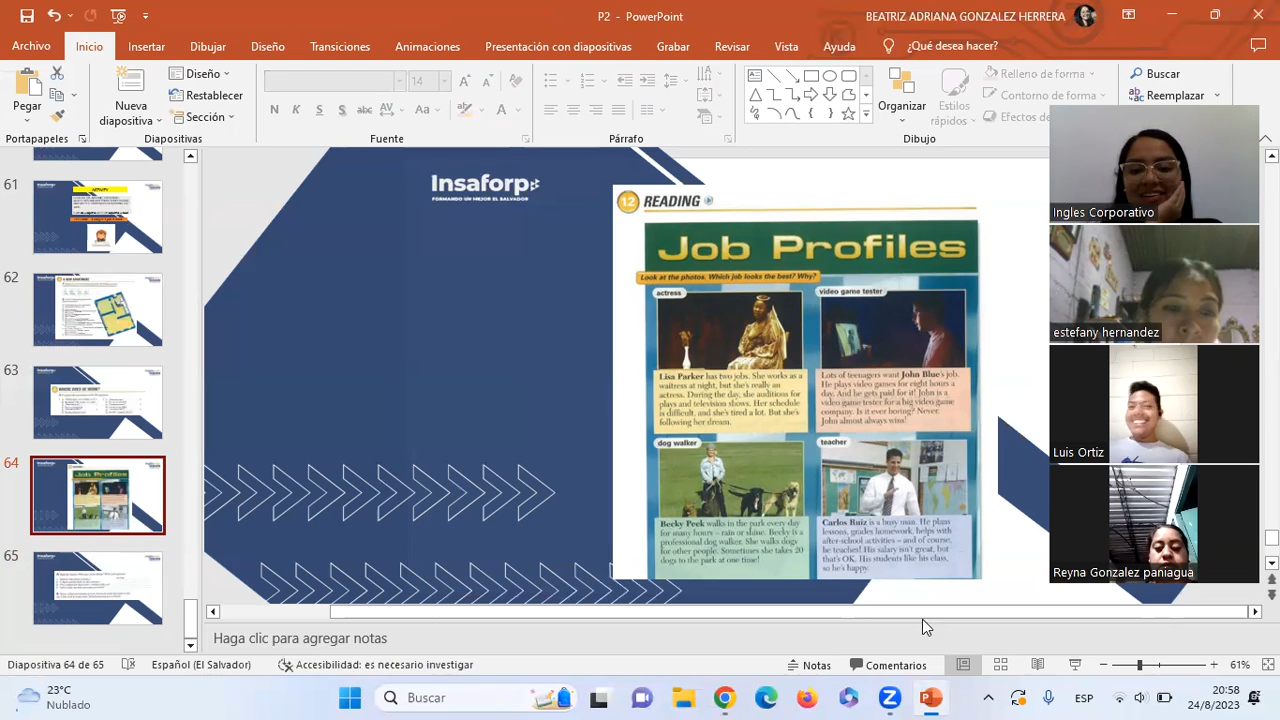 P2 - PowerPoint
BEATRIZ ADRIANA GONZALEZ HERRERA
Archivo Inicio Insertar Dibujar Diseño Transiciones Animaciones Presentación con diapositivas Grabar Revisar Vista Ayuda ¿Qué desea hacer?
Pegar
Portapapeles
Nueva diapositiva
Diseño
Restablecer
Sección
Diapositivas
14
N K S S abc AV Aa A
Fuente
Párrafo
Organizar
Estilos rápidos
Relleno de for
Contorno de forma
Efectos de
Dibujo
Buscar
Reemplazar
61
62
63
64
65
Insaforp
FORMANDO UN MEJOR EL SALVADOR
12 READING
Job Profiles
Look at the photos. Which job looks the best? Why?
actress
Lisa Parker has two jobs. She works as a
waitress at night, but she's really an
actress. During the day, she auditions for
plays and television shows. Her schedule
is difficult, and she's tired a lot. But she's
following her dream.
video game tester
Lots of teenagers want John Blue's job.
He plays video games for eight hours a
day. And he gets paid for it! John is a
video game tester for a big video game
company. Is it ever boring? Never.
John almost always wins!
dog walker
Becky Peek walks in the park every day
for many hours – rain or shine. Becky is a
professional dog walker. She walks dogs
for other people. Sometimes she takes 20
dogs to the park at one time!
teacher
Carlos Ruiz is a busy man. He plans
lessons, grades homework, helps with
after-school activities – and of course,
he teaches! His salary isn't great, but
that's OK. His students like his class,
so he's happy.
Ingles Corporativo
estefany hernandez
Luis Ortiz
Reyna Gonzalez paniagua
Haga clic para agregar notas
Diapositiva 64 de 65 Español (El Salvador) Accesibilidad: es necesario investigar Notas Comentarios 61%
23°C
Nublado
Buscar
ESP
20:58
24/8/2023